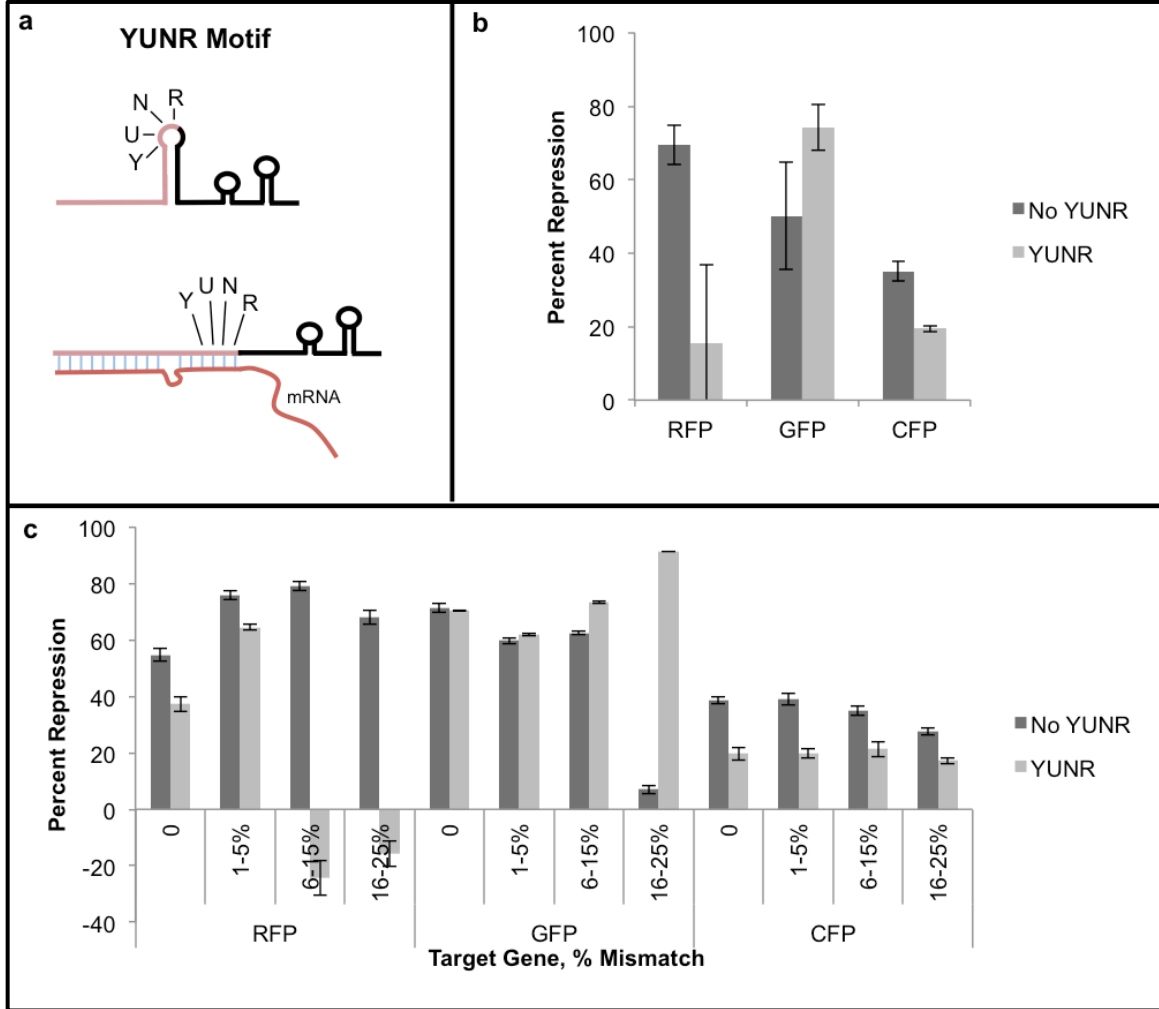 a
YUNR Motif
N R
U
Y
Y U N R
mRNA
b
Percent Repression
100
80
60
40
20
0
RFP GFP CFP
No YUNR
YUNR
c
Percent Repression
100
80
60
40
20
0
-20
-40
0 1-5% 6-15% 16-25% 0 1-5% 6-15% 16-25% 0 1-5% 6-15% 16-25%
RFP GFP CFP
Target Gene, % Mismatch
No YUNR
YUNR